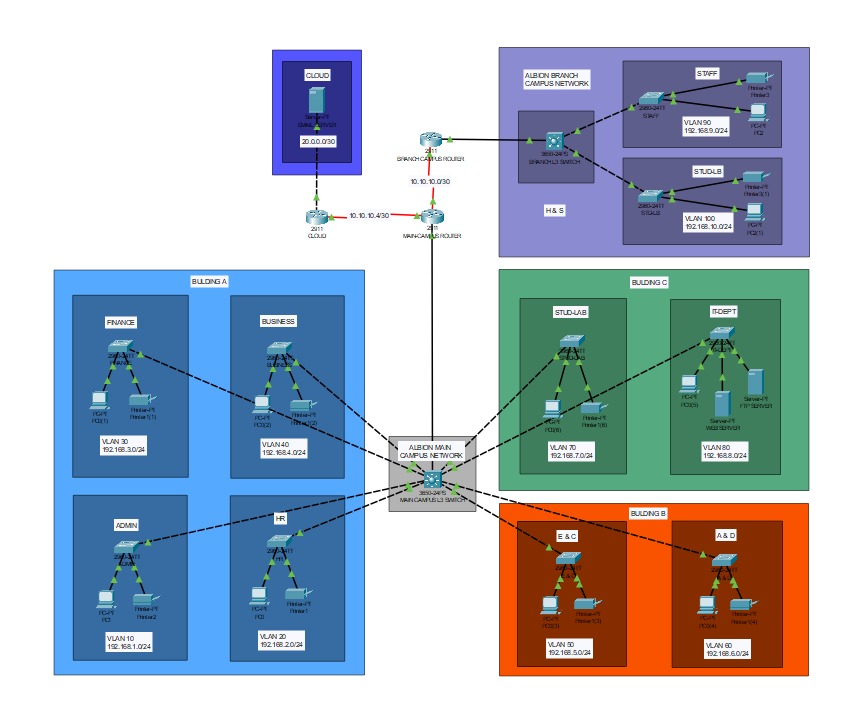 CLOUD
Server-PT
EMAIL SERVER
20.0.0.0/30
2911
CLOUD
10.10.10.4/30
2911
BRANCH CAMPUS ROUTER
10.10.10.0/30
2911
MAIN-CAMPUS ROUTER
ALBION BRANCH
CAMPUS NETWORK
3650-24PS
BRANCH L3 SWITCH
H & S
STAFF
2960-24TT
STAFF
Printer-PT
Printer3
PC-PT
PC2
VLAN 90
192.168.9.0/24
STUD-LB
2960-24TT
STD-LB
Printer-PT
Printer3(1)
PC-PT
PC2(1)
VLAN 100
192.168.10.0/24
BULDING A
FINANCE
2960-24TT
FINANCE
PC-PT
PC0(1)
Printer-PT
Printer1(1)
VLAN 30
192.168.3.0/24
BUSINESS
2960-24TT
BUSINESS
PC-PT
PC0(2)
Printer-PT
Printer1(2)
VLAN 40
192.168.4.0/24
ADMIN
2960-24TT
ADMIN
PC-PT
Printer-PT
Printer2
VLAN 10
192.168.1.0/24
HR
2960-24TT
HR
PC-PT
PC0
Printer-PT
Printer1
VLAN 20
192.168.2.0/24
ALBION MAIN
CAMPUS NETWORK
3650-24PS
MAIN CAMPUS L3 SWITCH
BULDING C
STUD-LAB
2960-24TT
STUD-LAB
PC-PT
PC0(6)
Printer-PT
Printer1(6)
VLAN 70
192.168.7.0/24
IT-DEPT
2960-24TT
PC-PT
PC0(5)
Server-PT
WEB SERVER
Server-PT
FTP SERVER
VLAN 80
192.168.8.0/24
BULDING B
E & C
2960-24TT
E & C
PC-PT
PC0(3)
Printer-PT
Printer1(3)
VLAN 50
192.168.5.0/24
A & D
2960-24TT
A & D
PC-PT
PC0(4)
Printer-PT
Printer1(4)
VLAN 60
192.168.6.0/24